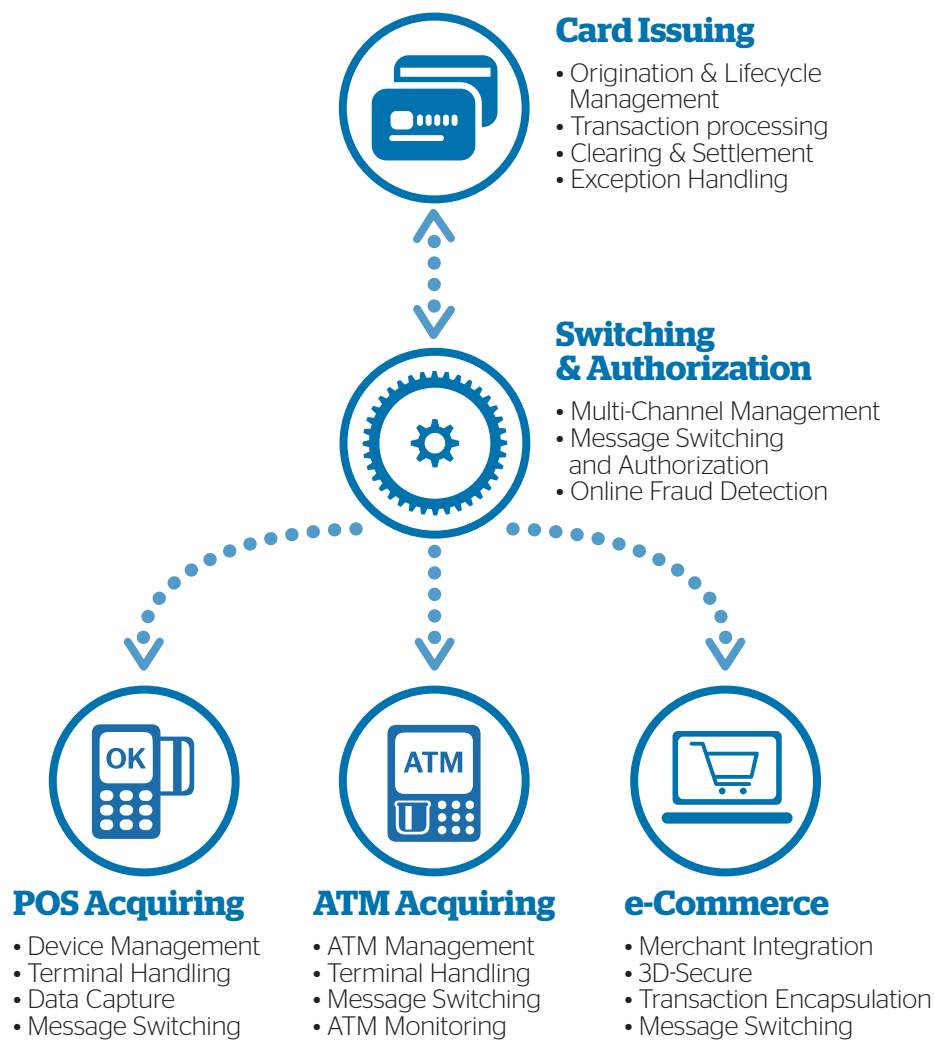 Card Issuing
• Origination & Lifecycle
Management
• Transaction processing
• Clearing & Settlement
• Exception Handling
Switching
& Authorization
• Multi-Channel Management
• Message Switching
and Authorization
• Online Fraud Detection
OK
ATM
POS Acquiring
• Device Management
• Terminal Handling
• Data Capture
• Message Switching
ATM Acquiring
• ATM Management
• Terminal Handling
• Message Switching
• ATM Monitoring
e-Commerce
• Merchant Integration
• 3D-Secure
• Transaction Encapsulation
• Message Switching